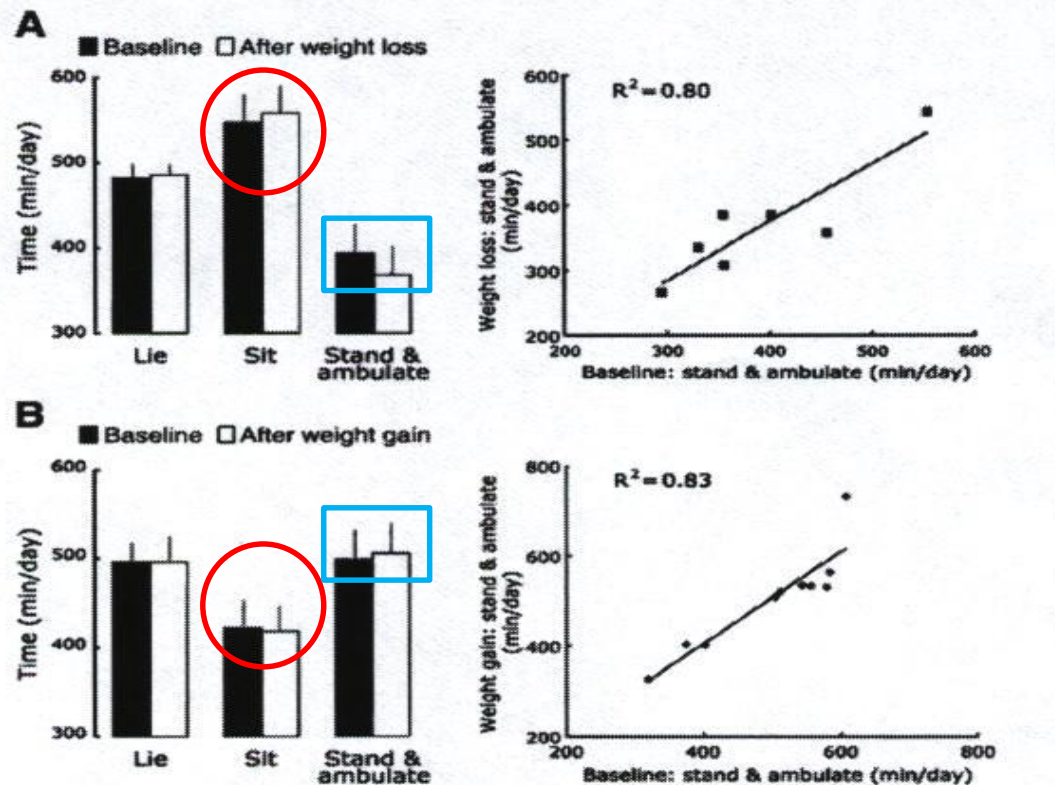 A
Baseline After weight loss
600
500
400
300
Time (min/day)
Lie Sit Stand &
ambulate
R²=0.80
600
500
400
300
200
Weight loss: stand & ambulate
(min/day)
200 300 400 500 600
Baseline: stand & ambulate (min/day)
B
Baseline After weight gain
600
500
400
300
Time (min/day)
Lie Sit Stand &
ambulate
R²=0.83
800
600
400
200
Weight gain: stand & ambulate
(min/day)
200 400 600 800
Baseline: stand & ambulate (min/day)